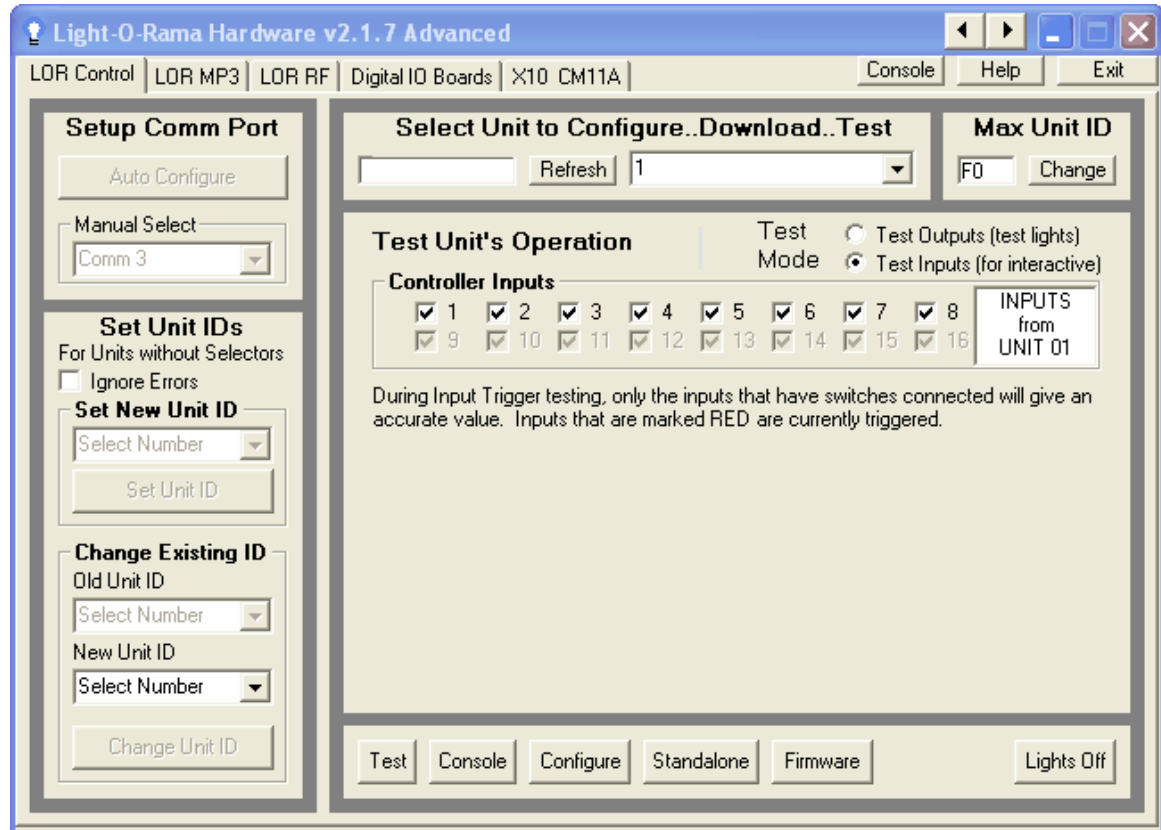 Light-O-Rama Hardware v2.1.7 Advanced
LOR Control LOR MP3 LOR RF Digital IO Boards X10 CM11A Console Help Exit
Setup Comm Port
Auto Configure
Manual Select
Comm 3
Set Unit IDs
For Units without Selectors
Ignore Errors
Set New Unit ID
Select Number
Set Unit ID
Change Existing ID
Old Unit ID
Select Number
New Unit ID
Select Number
Change Unit ID
Select Unit to Configure..Download..Test
Refresh 1
Max Unit ID
F0 Change
Test Unit's Operation
Test
Mode
Test Outputs (test lights)
Test Inputs (for interactive)
Controller Inputs
1 2 3 4 5 6 7 8
9 10 11 12 13 14 15 16
INPUTS
from
UNIT 01
During Input Trigger testing, only the inputs that have switches connected will give an
accurate value. Inputs that are marked RED are currently triggered.
Test Console Configure Standalone Firmware Lights Off